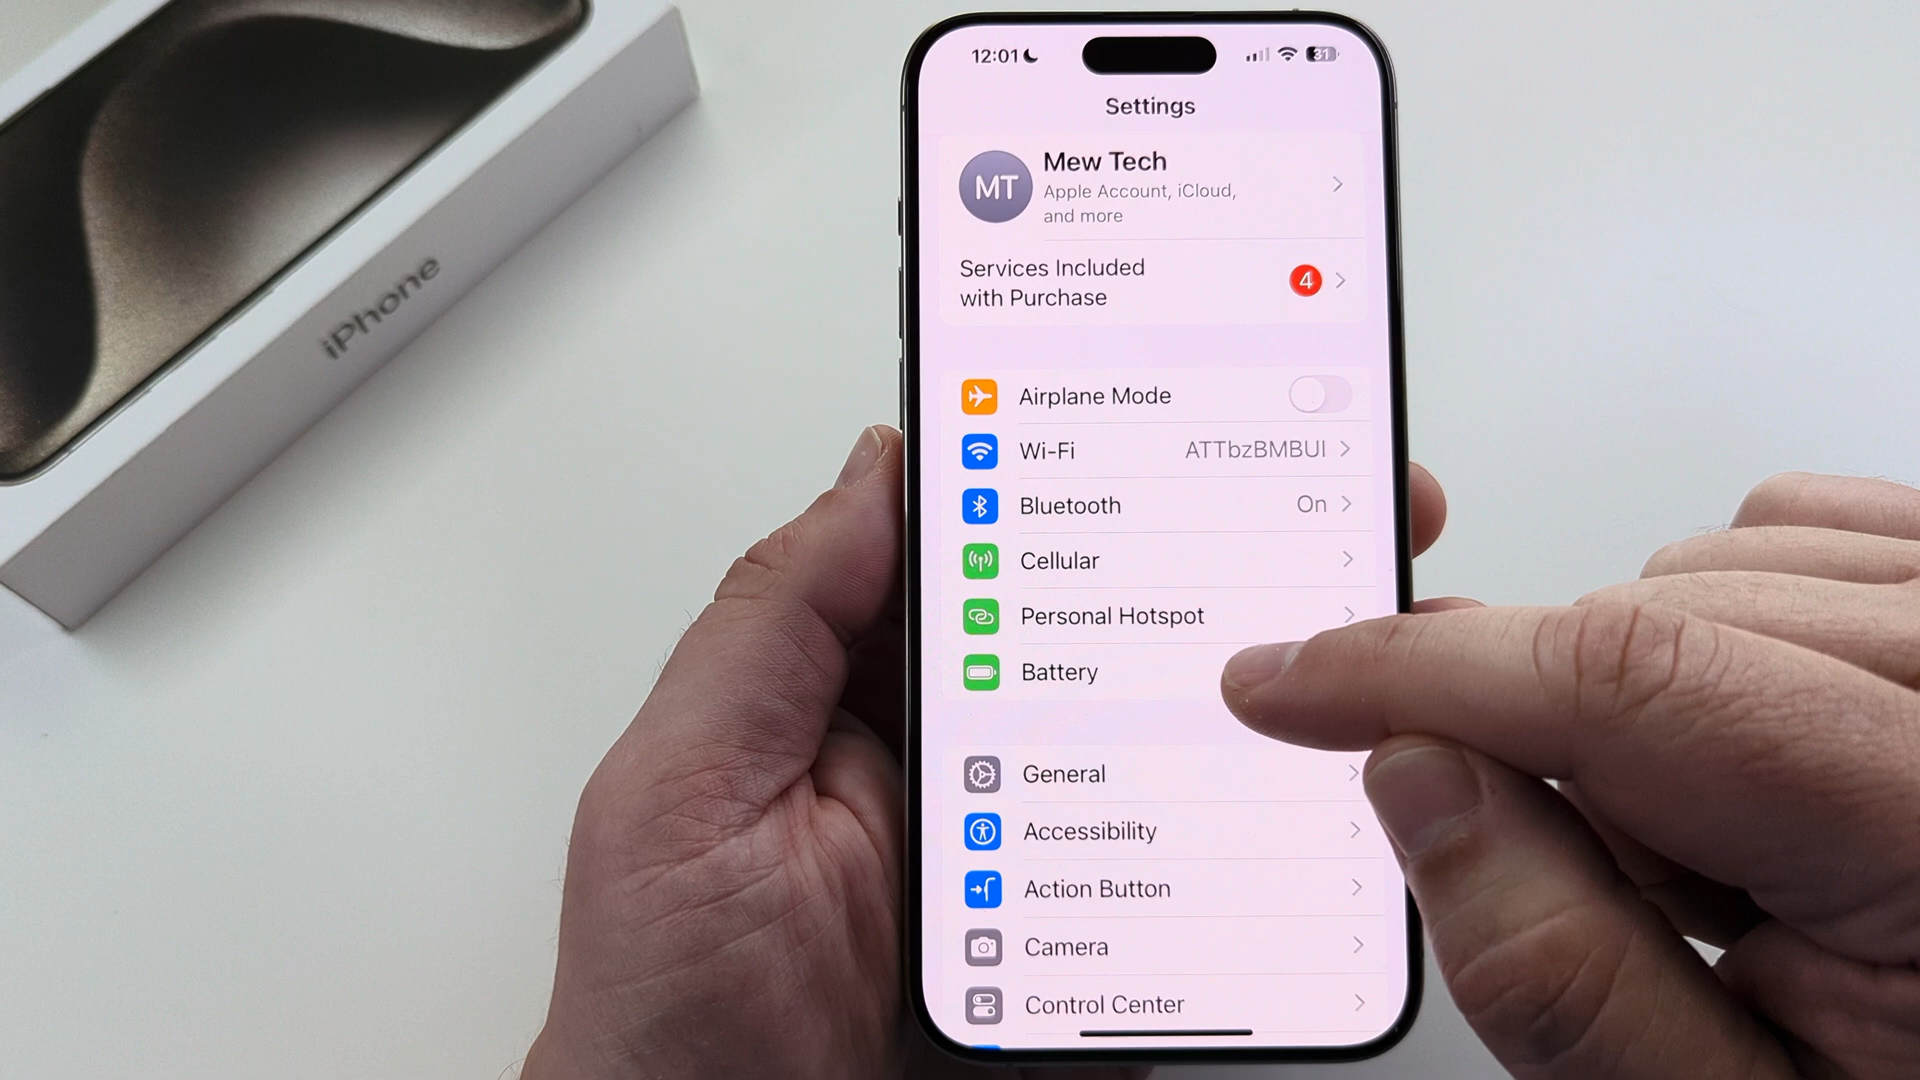 iPhone
12:01
31
Settings
MT
Mew Tech
Apple Account, iCloud,
and more
Services Included
with Purchase
4
Airplane Mode
Wi-Fi ATTbzBMBUI
Bluetooth On
Cellular
Personal Hotspot
Battery
General
Accessibility
Action Button
Camera
Control Center